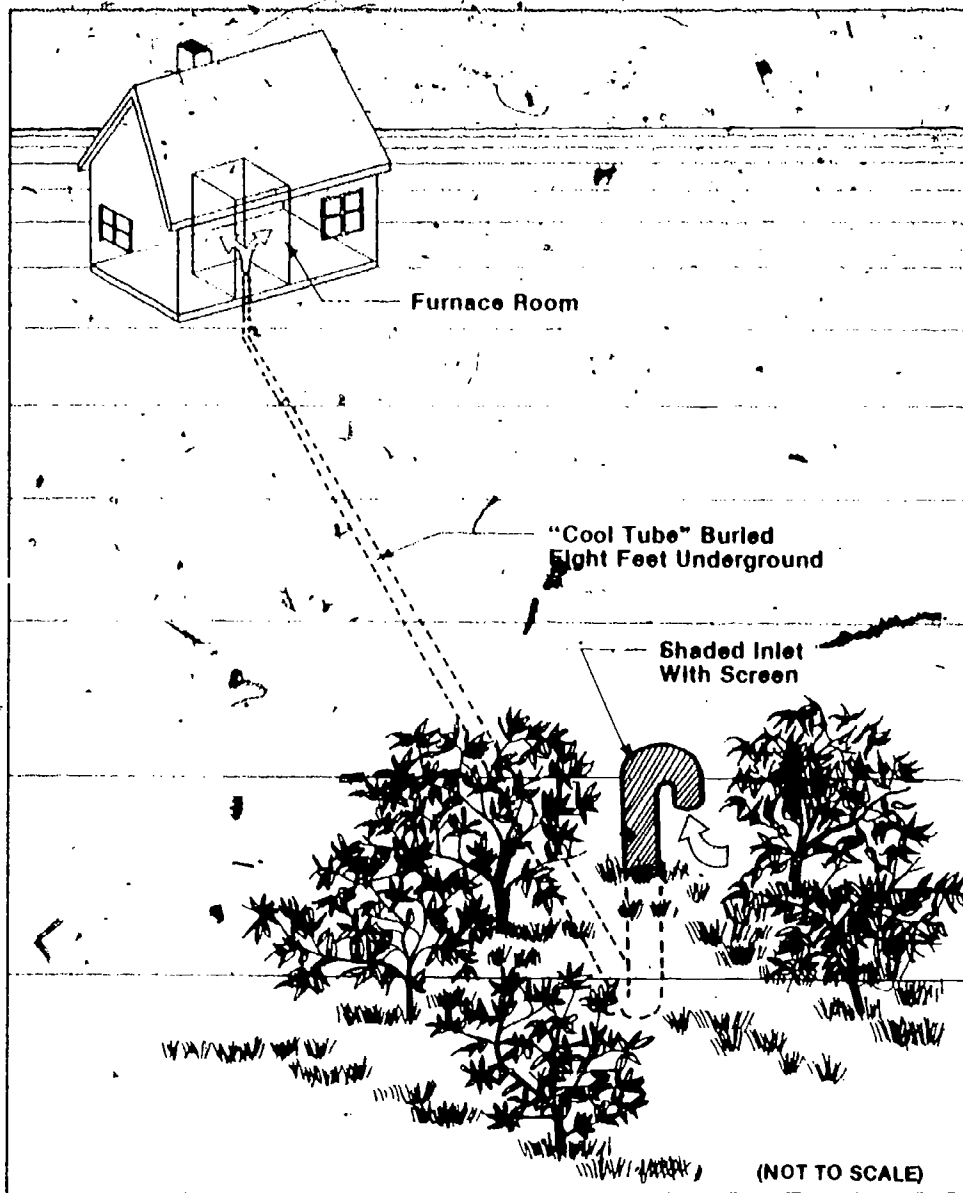 Furnace Room
"Cool Tube" Buried
Eight Feet Underground
Shaded Inlet
With Screen
(NOT TO SCALE)